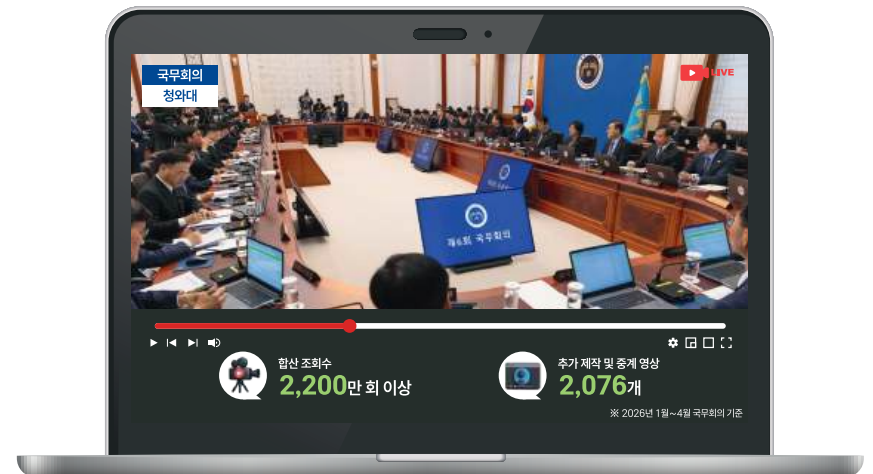 국무회의
청와대
LIVE
제6회 국무회의
합산 조회수
2,200만 회 이상
추가 제작 및 중계 영상
2,076개
※ 2026년 1월~4월 국무회의 기준